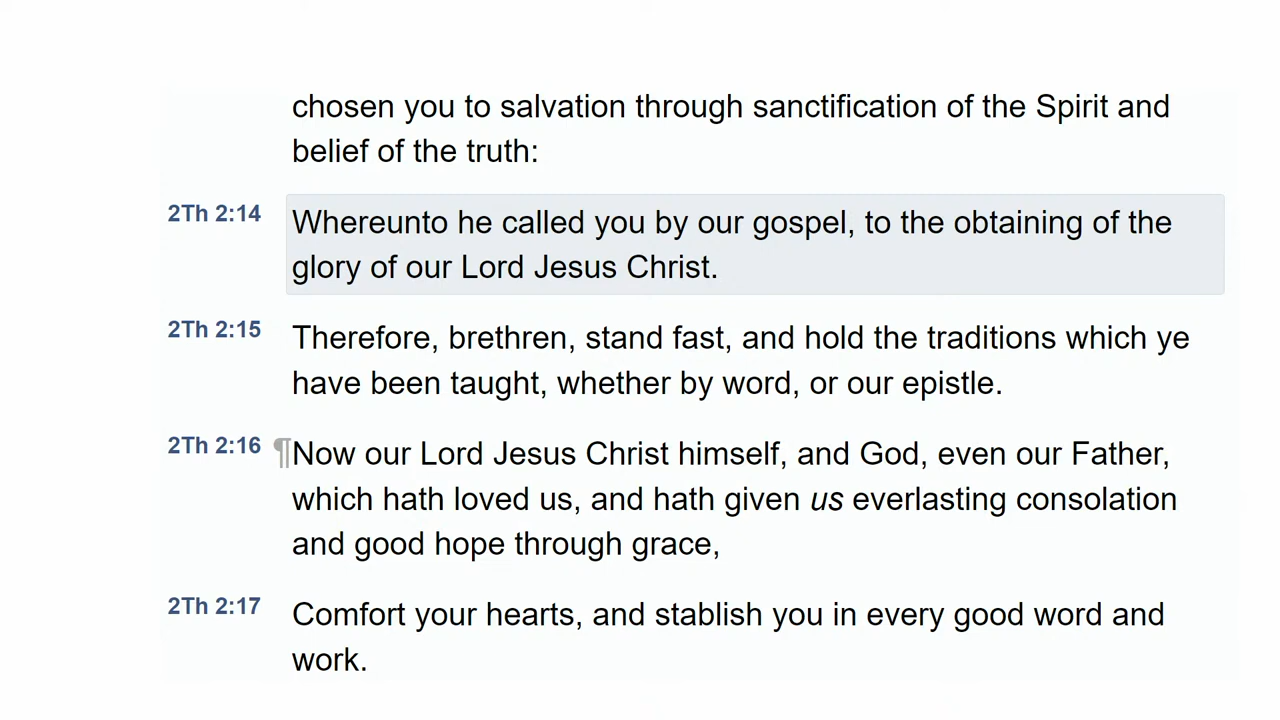 chosen you to salvation through sanctification of the Spirit and
belief of the truth:
2Th 2:14 Whereunto he called you by our gospel, to the obtaining of the
glory of our Lord Jesus Christ.
2Th 2:15 Therefore, brethren, stand fast, and hold the traditions which ye
have been taught, whether by word, or our epistle.
2Th 2:16 ¶Now our Lord Jesus Christ himself, and God, even our Father,
which hath loved us, and hath given us everlasting consolation
and good hope through grace,
2Th 2:17 Comfort your hearts, and stablish you in every good word and
work.